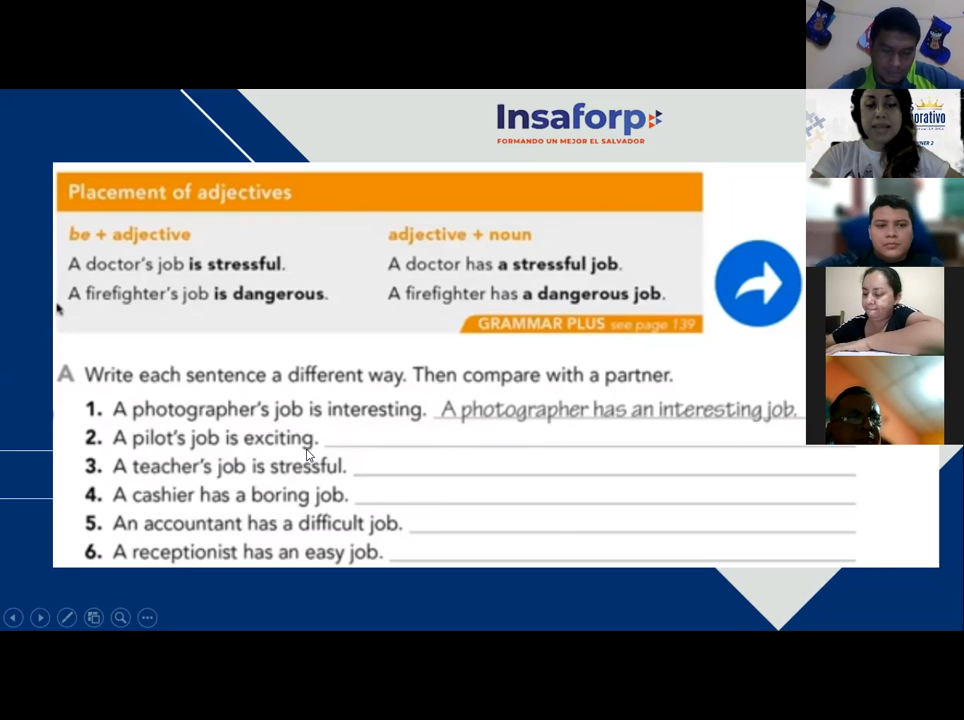 Insaforp
FORMANDO UN MEJOR EL SALVADOR
orativo
Placement of adjectives
be + adjective
A doctor's job is stressful.
A firefighter's job is dangerous.
adjective + noun
A doctor has a stressful job.
A firefighter has a dangerous job.
GRAMMAR PLUS see page 139
A Write each sentence a different way. Then compare with a partner.
1. A photographer's job is interesting. A photographer has an interesting job.
2. A pilot's job is exciting.
3. A teacher's job is stressful.
4. A cashier has a boring job.
5. An accountant has a difficult job.
6. A receptionist has an easy job.